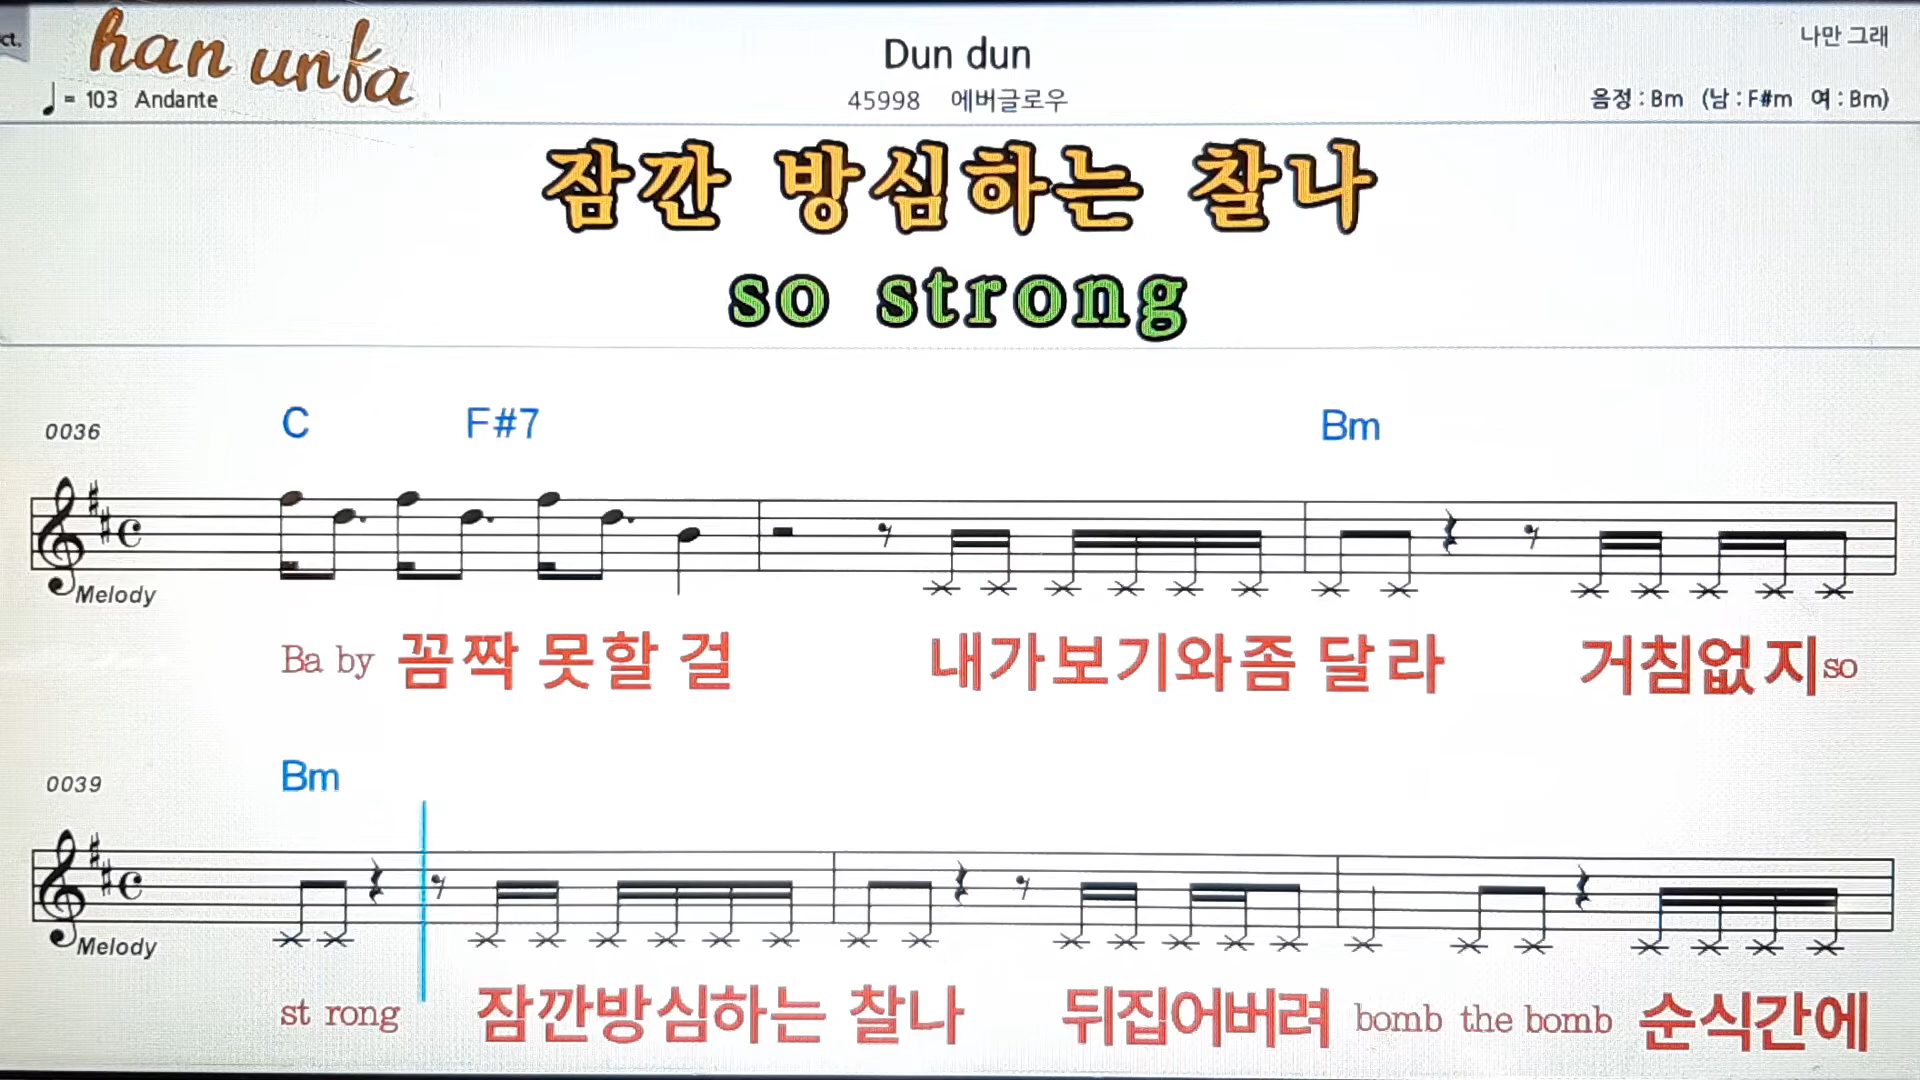 ct.
han unfa
나만 그래
Dun dun
♩= 103 Andante
45998 에버글로우
음정 : Bm (남 : F#m 여 : Bm)
잠깐 방심하는 찰나
so strong
C F#7 Bm
0036
Melody
Ba by 꼼짝 못할 걸 내가보기와좀 달라 거침없지so
Bm
0039
Melody
st rong 잠깐방심하는 찰나 뒤집어버려 bomb the bomb 순식간에